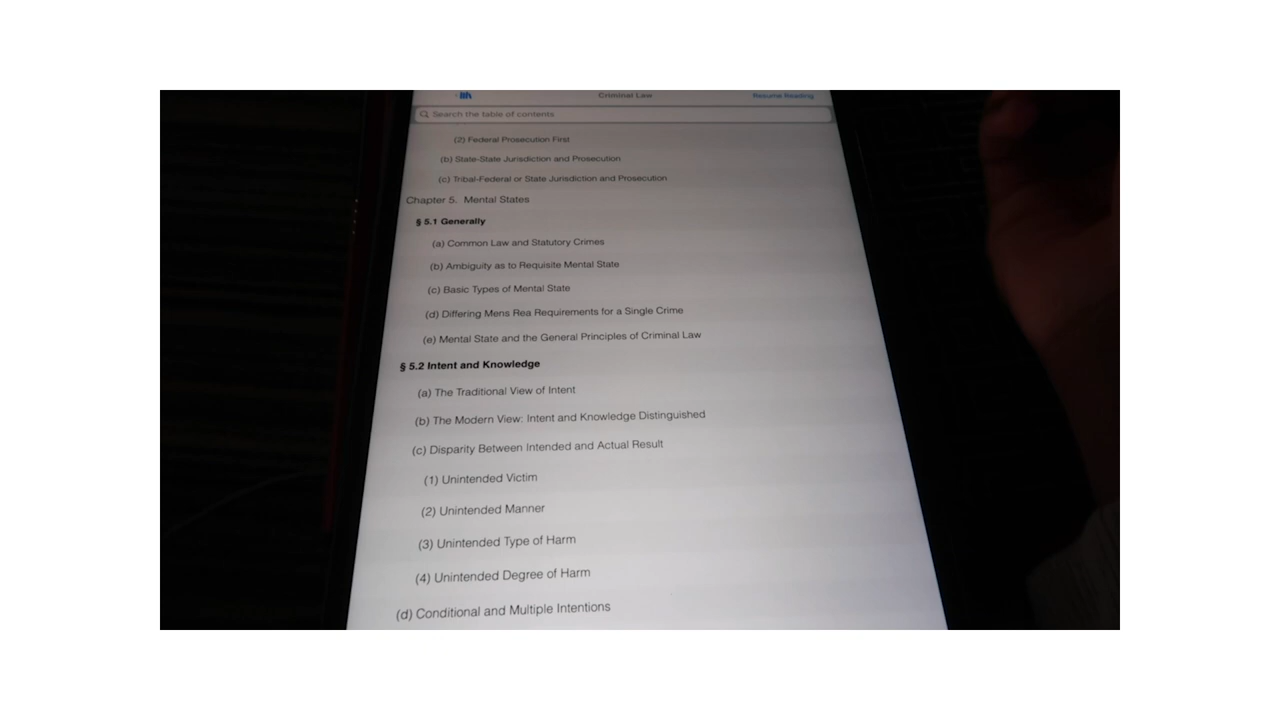 Criminal Law Resume Reading
Search the table of contents
(2) Federal Prosecution First
(b) State-State Jurisdiction and Prosecution
(c) Tribal-Federal or State Jurisdiction and Prosecution
Chapter 5. Mental States
§ 5.1 Generally
(a) Common Law and Statutory Crimes
(b) Ambiguity as to Requisite Mental State
(c) Basic Types of Mental State
(d) Differing Mens Rea Requirements for a Single Crime
(e) Mental State and the General Principles of Criminal Law
§ 5.2 Intent and Knowledge
(a) The Traditional View of Intent
(b) The Modern View: Intent and Knowledge Distinguished
(c) Disparity Between Intended and Actual Result
(1) Unintended Victim
(2) Unintended Manner
(3) Unintended Type of Harm
(4) Unintended Degree of Harm
(d) Conditional and Multiple Intentions